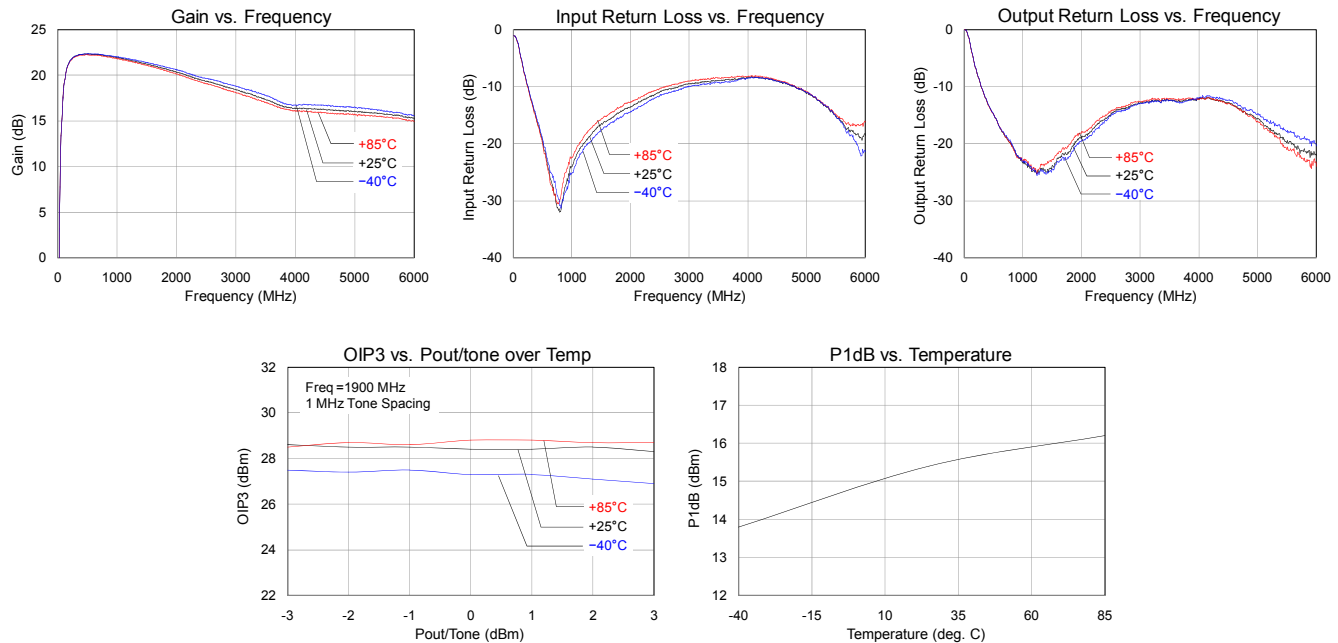 Gain vs. Frequency
Gain (dB)
25
20
15
10
5
0
0 1000 2000 3000 4000 5000 6000
Frequency (MHz)
+85°C
+25°C
−40°C
Input Return Loss vs. Frequency
Input Return Loss (dB)
0
-10
-20
-30
-40
0 1000 2000 3000 4000 5000 6000
Frequency (MHz)
+85°C
+25°C
−40°C
Output Return Loss vs. Frequency
Output Return Loss (dB)
0
-10
-20
-30
-40
0 1000 2000 3000 4000 5000 6000
Frequency (MHz)
+85°C
+25°C
−40°C
OIP3 vs. Pout/tone over Temp
OIP3 (dBm)
32
30
28
26
24
22
Freq =1900 MHz
1 MHz Tone Spacing
+85°C
+25°C
−40°C
-3 -2 -1 0 1 2 3
Pout/Tone (dBm)
P1dB vs. Temperature
P1dB (dBm)
18
17
16
15
14
13
12
-40 -15 10 35 60 85
Temperature (deg. C)